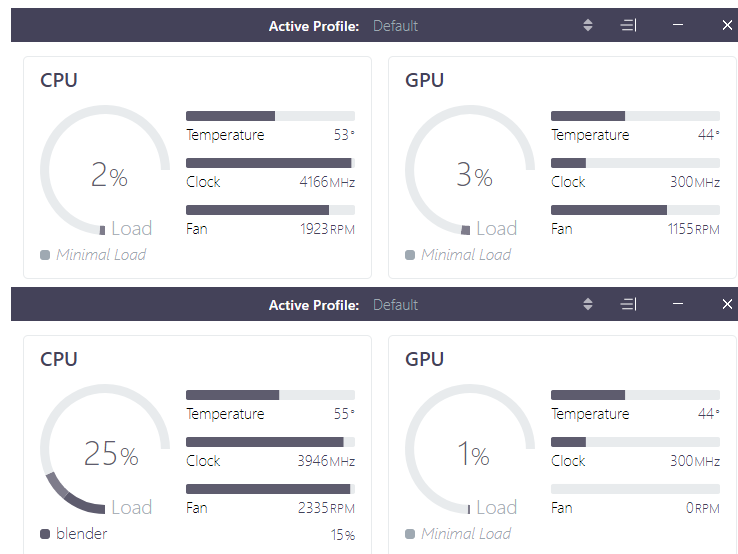 Active Profile: Default
CPU
2%
Load
Minimal Load
Temperature 53°
Clock 4166MHz
Fan 1923RPM
GPU
3%
Load
Minimal Load
Temperature 44°
Clock 300MHz
Fan 1155RPM
Active Profile: Default
CPU
25%
Load
blender 15%
Temperature 55°
Clock 3946MHz
Fan 2335RPM
GPU
1%
Load
Minimal Load
Temperature 44°
Clock 300MHz
Fan 0RPM